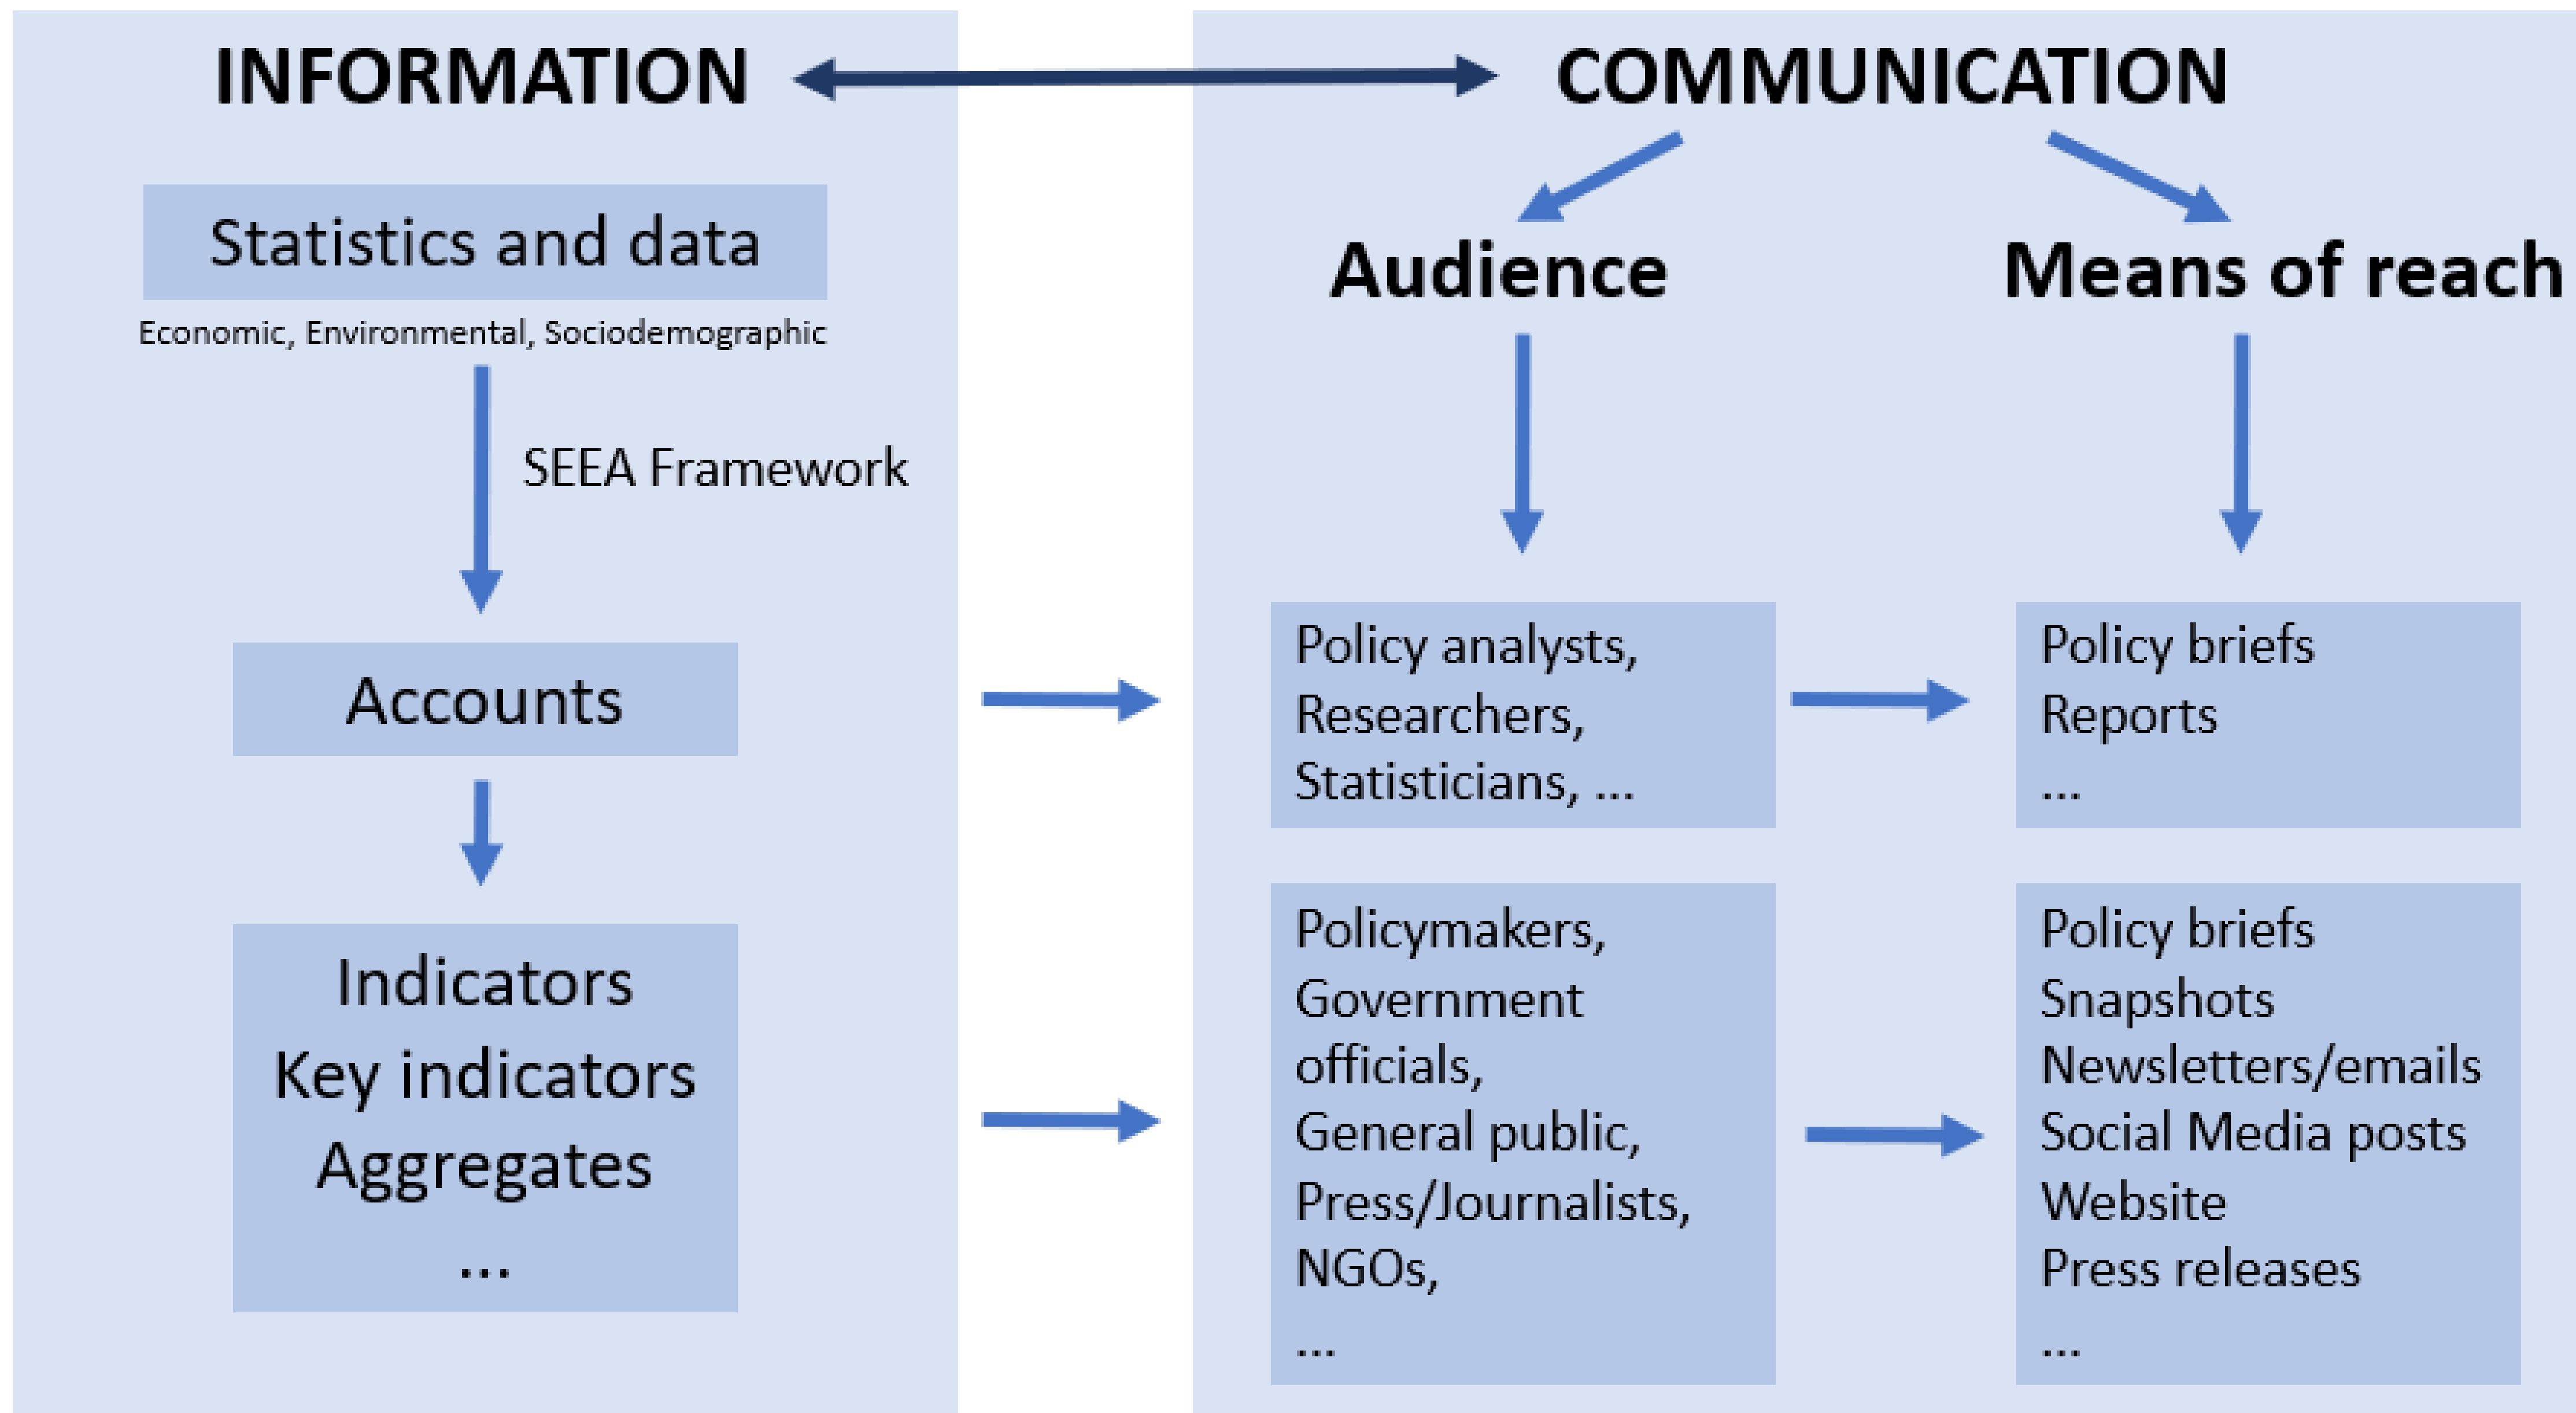 INFORMATION
Statistics and data
Economic, Environmental, Sociodemographic
SEEA Framework
Accounts
Indicators
Key indicators
Aggregates
...
COMMUNICATION
Audience
Means of reach
Policy analysts,
Researchers,
Statisticians, ...
Policy briefs
Reports
...
Policymakers,
Government
officials,
General public,
Press/Journalists,
NGOs,
...
Policy briefs
Snapshots
Newsletters/emails
Social Media posts
Website
Press releases
...